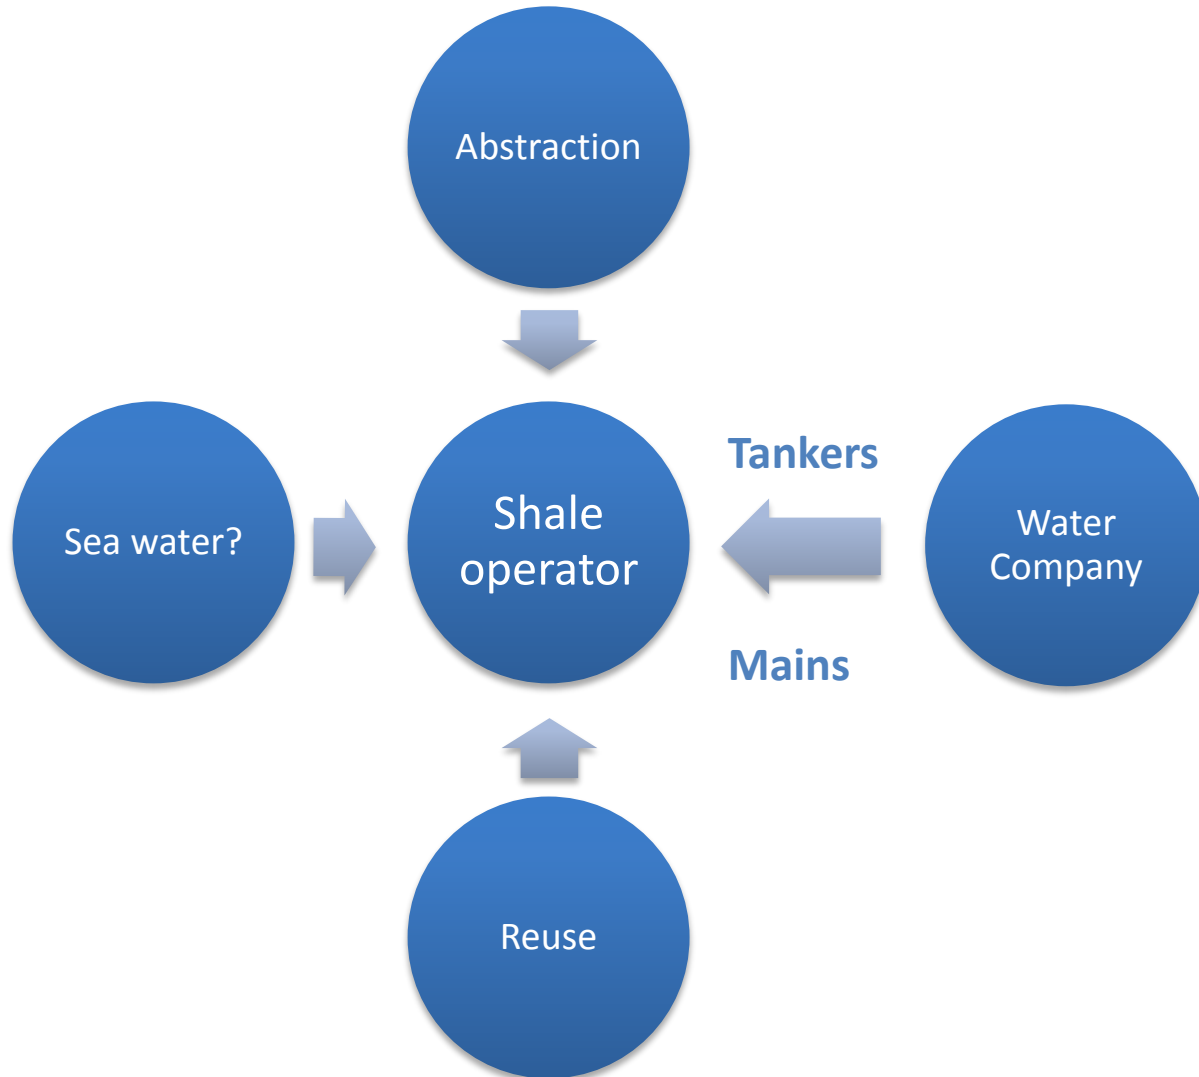 Abstraction
Tankers
Sea water?
Shale
operator
Water
Company
Mains
Reuse